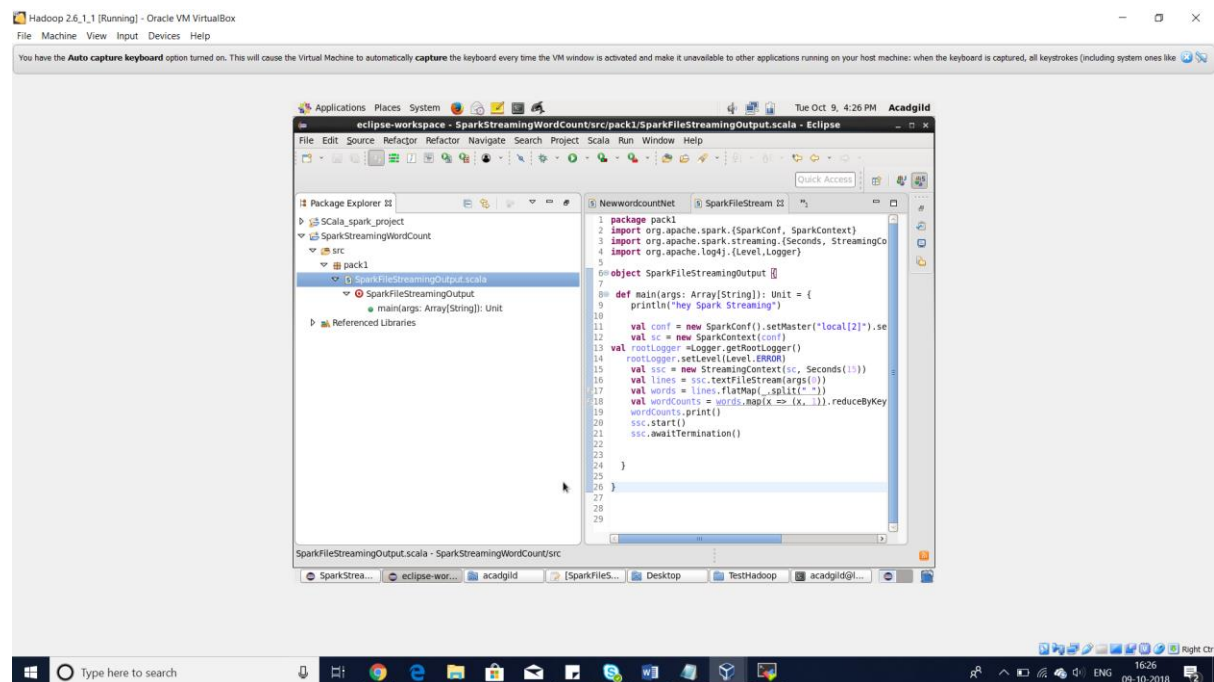 Hadoop 2.6_1_1 [Running] - Oracle VM VirtualBox
File Machine View Input Devices Help
You have the Auto capture keyboard option turned on. This will cause the Virtual Machine to automatically capture the keyboard every time the VM window is activated and make it unavailable to other applications running on your host machine: when the keyboard is captured, all keystrokes (including system ones like
Applications Places System
Tue Oct 9, 4:26 PM Acadgild
eclipse-workspace - SparkStreamingWordCount/src/pack1/SparkFileStreamingOutput.scala - Eclipse
File Edit Source Refactor Refactor Navigate Search Project Scala Run Window Help
Quick Access
Package Explorer
SCala_spark_project
SparkStreamingWordCount
src
pack1
SparkFileStreamingOutput.scala
SparkFileStreamingOutput
main(args: Array[String]): Unit
Referenced Libraries
NewwordcountNet SparkFileStream
1 package pack1
2 import org.apache.spark.{SparkConf, SparkContext}
3 import org.apache.spark.streaming.{Seconds, StreamingCo
4 import org.apache.log4j.{Level,Logger}
5
6 object SparkFileStreamingOutput {
7
8 def main(args: Array[String]): Unit = {
9 println("hey Spark Streaming")
10
11 val conf = new SparkConf().setMaster("local[2]").se
12 val sc = new SparkContext(conf)
13 val rootLogger =Logger.getRootLogger()
14 rootLogger.setLevel(Level.ERROR)
15 val ssc = new StreamingContext(sc, Seconds(15))
16 val lines = ssc.textFileStream(args(0))
17 val words = lines.flatMap(_.split(" "))
18 val wordCounts = words.map(x => (x, 1)).reduceByKey
19 wordCounts.print()
20 ssc.start()
21 ssc.awaitTermination()
22
23
24 }
25
26 }
27
28
29
SparkFileStreamingOutput.scala - SparkStreamingWordCount/src
SparkStrea... eclipse-wor... acadgild [SparkFileS... Desktop TestHadoop acadgild@l...
Right Ctr
Type here to search
ENG
16:26
09-10-2018